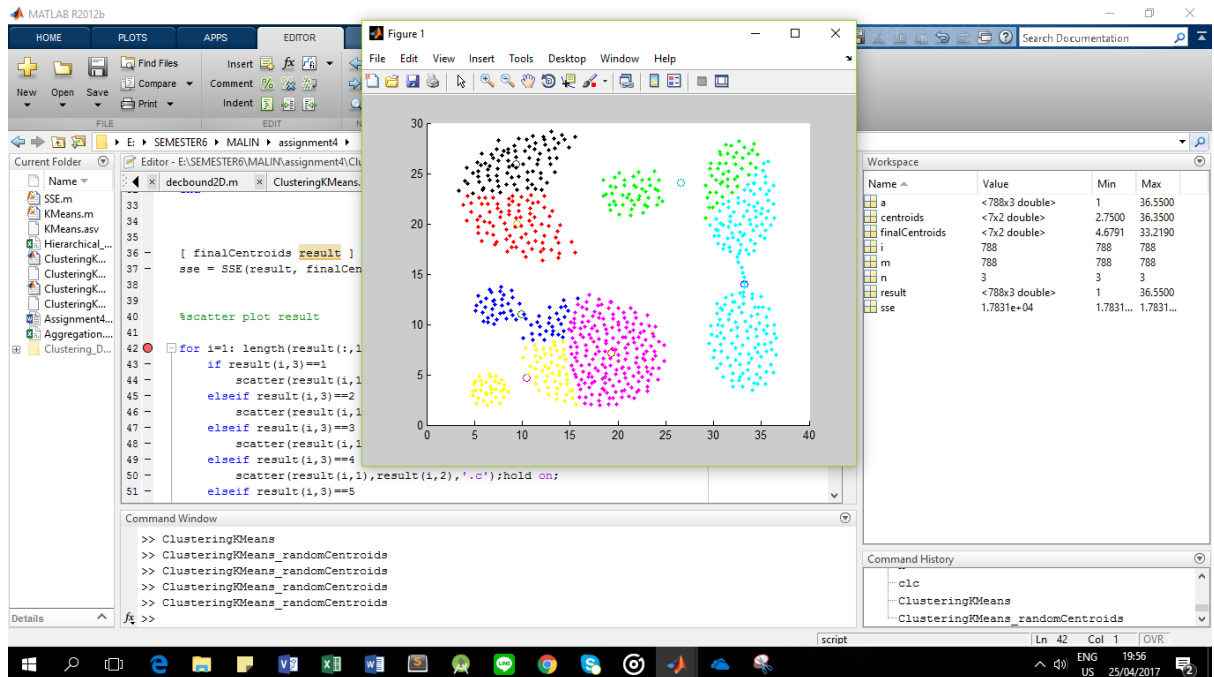 MATLAB R2012b
HOME PLOTS APPS EDITOR
Search Documentation
New Open Save
Find Files
Compare
Print
Insert fx
Comment
Indent
FILE EDIT N
E: SEMESTER6 MALIN assignment4
Current Folder
Name
SSE.m
KMeans.m
KMeans.asv
Hierarchical_...
ClusteringK...
ClusteringK...
ClusteringK...
ClusteringK...
Assignment4...
Aggregation....
Clustering_D...
Details
Editor - E:\SEMESTER6\MALIN\assignment4\Clu
decbound2D.m ClusteringKMeans.
33
34
35
36 - [ finalCentroids result ]
37 - sse = SSE(result, finalCen
38
39
40 %scatter plot result
41
42 for i=1: length(result(:,1
43 - if result(i,3)==1
44 - scatter(result(i,1
45 - elseif result(i,3)==2
46 - scatter(result(i,1
47 - elseif result(i,3)==3
48 - scatter(result(i,1
49 - elseif result(i,3)==4
50 - scatter(result(i,1),result(i,2),'.c');hold on;
51 - elseif result(i,3)==5
Figure 1
File Edit View Insert Tools Desktop Window Help
30
25
20
15
10
5
0
0 5 10 15 20 25 30 35 40
Command Window
>> ClusteringKMeans
>> ClusteringKMeans_randomCentroids
>> ClusteringKMeans_randomCentroids
>> ClusteringKMeans_randomCentroids
>> ClusteringKMeans_randomCentroids
fx >>
Workspace
Name Value Min Max
a <788x3 double> 1 36.5500
centroids <7x2 double> 2.7500 36.3500
finalCentroids <7x2 double> 4.6791 33.2190
i 788 788 788
m 788 788 788
n 3 3 3
result <788x3 double> 1 36.5500
sse 1.7831e+04 1.7831... 1.7831...
Command History
clc
ClusteringKMeans
ClusteringKMeans_randomCentroids
script Ln 42 Col 1 OVR
ENG 19:56
US 25/04/2017